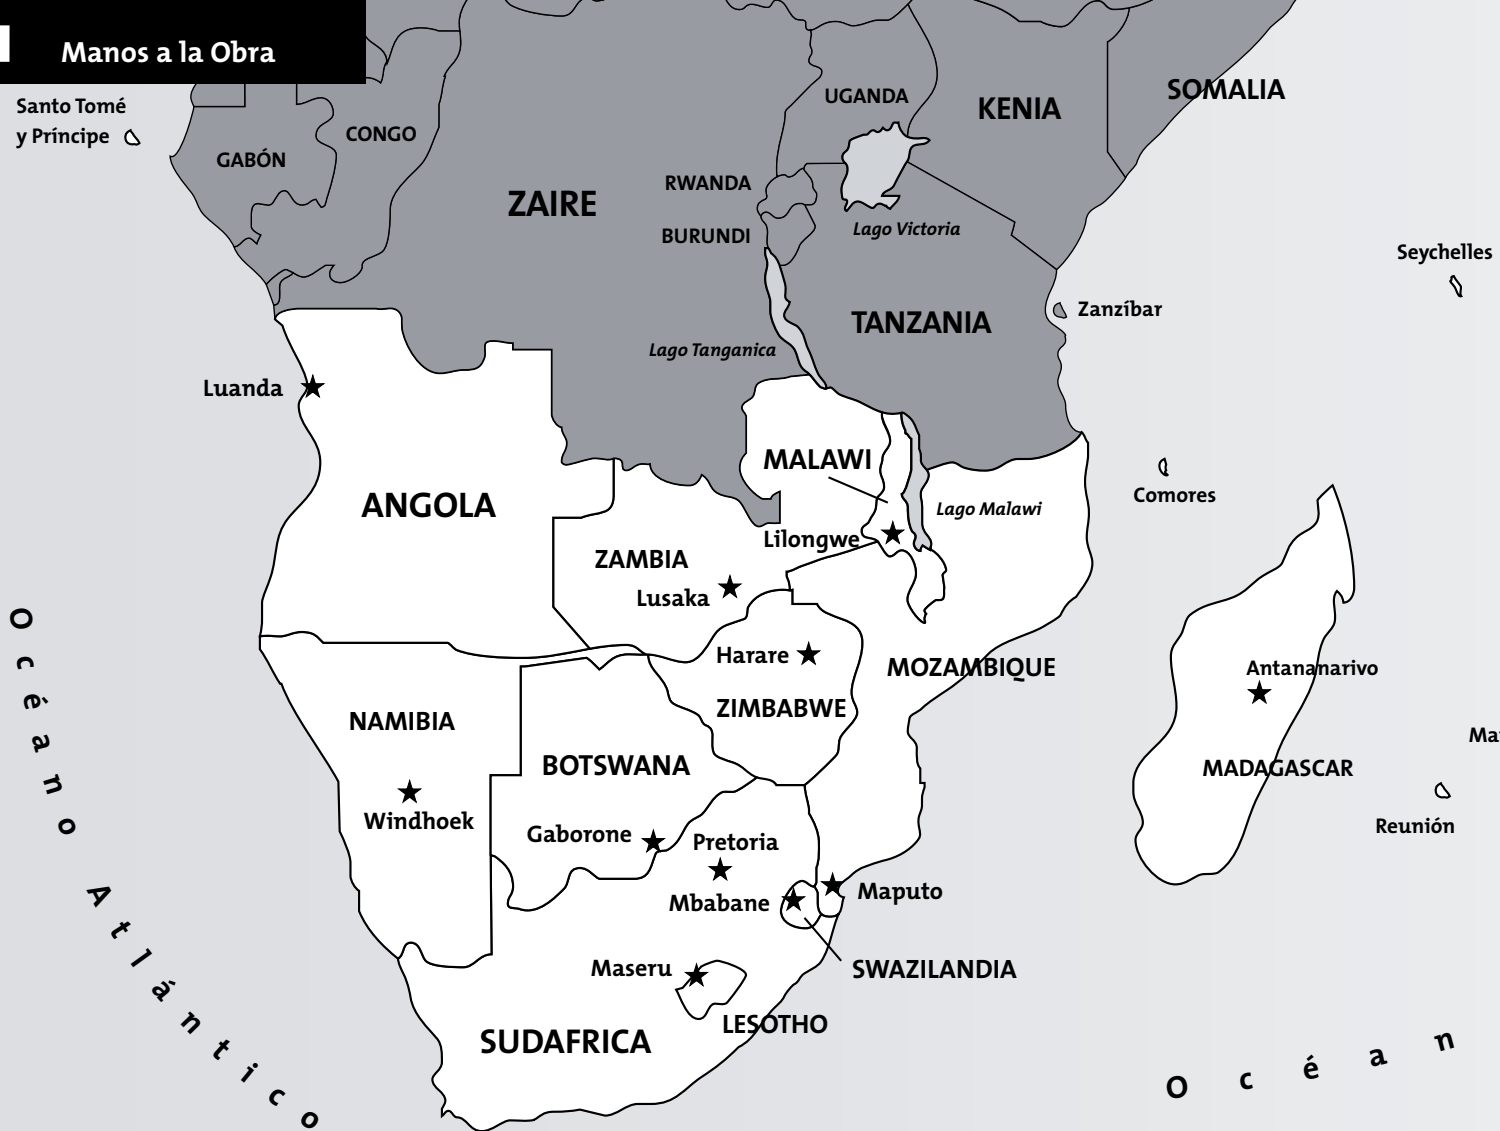 Manos a la Obra
Santo Tomé
y Príncipe
GABÓN
CONGO
ZAIRE
UGANDA
KENIA
SOMALIA
RWANDA
BURUNDI
Lago Victoria
Seychelles
TANZANIA
Zanzíbar
Lago Tanganica
Luanda
MALAWI
ANGOLA
Lago Malawi
Comores
Lilongwe
ZAMBIA
Lusaka
Harare
MOZAMBIQUE
Antananarivo
ZIMBABWE
NAMIBIA
BOTSWANA
MADAGASCAR
Ma
Windhoek
Gaborone
Pretoria
Reunión
Mbabane
Maputo
Maseru
SWAZILANDIA
LESOTHO
SUDAFRICA
Océano Atlántico
Océan